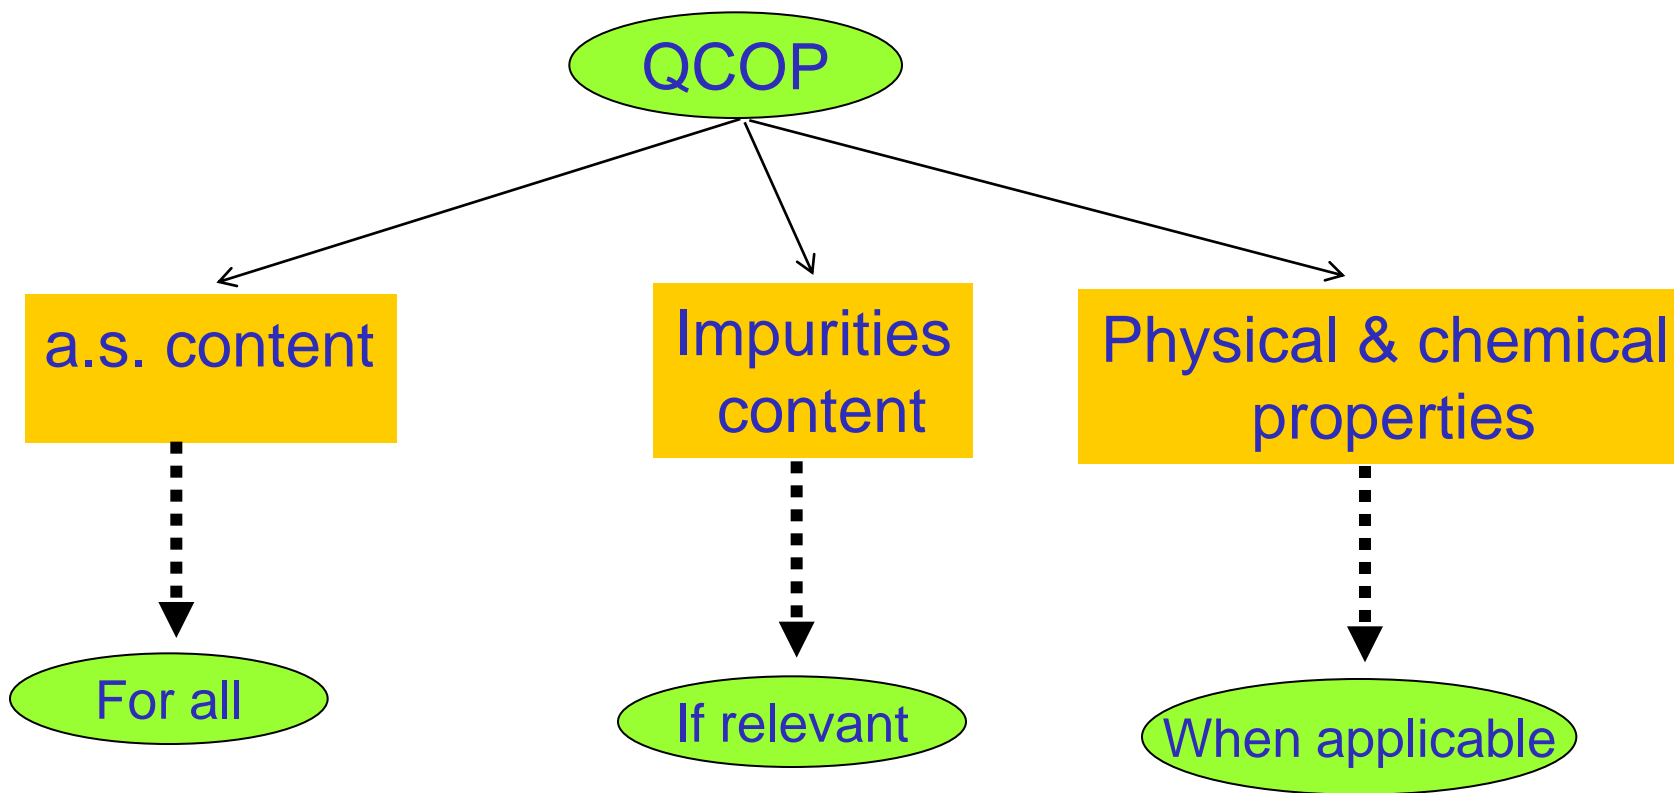 QCOP
a.s. content
Impurities
content
Physical & chemical
properties
For all
If relevant
When applicable